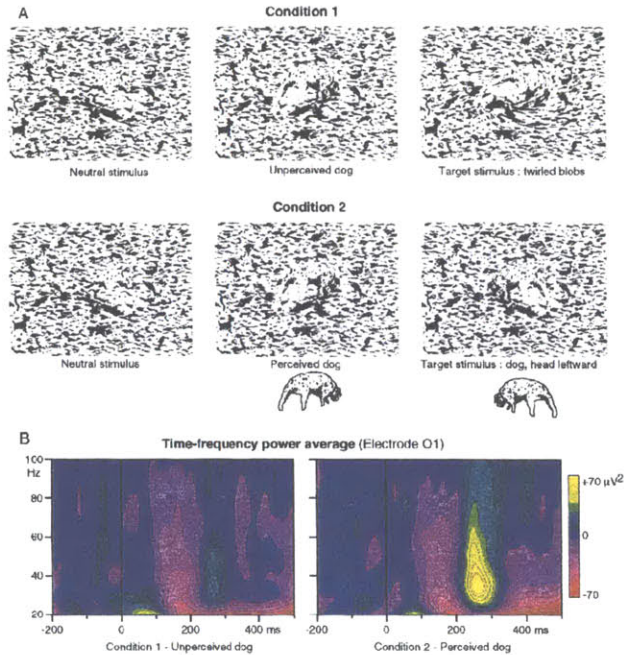 A
Condition 1
Neutral stimulus
Unperceived dog
Target stimulus : twirled blobs
Condition 2
Neutral stimulus
Perceived dog
Target stimulus : dog, head leftward
B
Time-frequency power average (Electrode O1)
100
Hz
80
60
40
20
-200
0
200
400 ms
Condition 1 - Unperceived dog
-200
0
200
400 ms
Condition 2 - Perceived dog
+70 µV²
0
-70